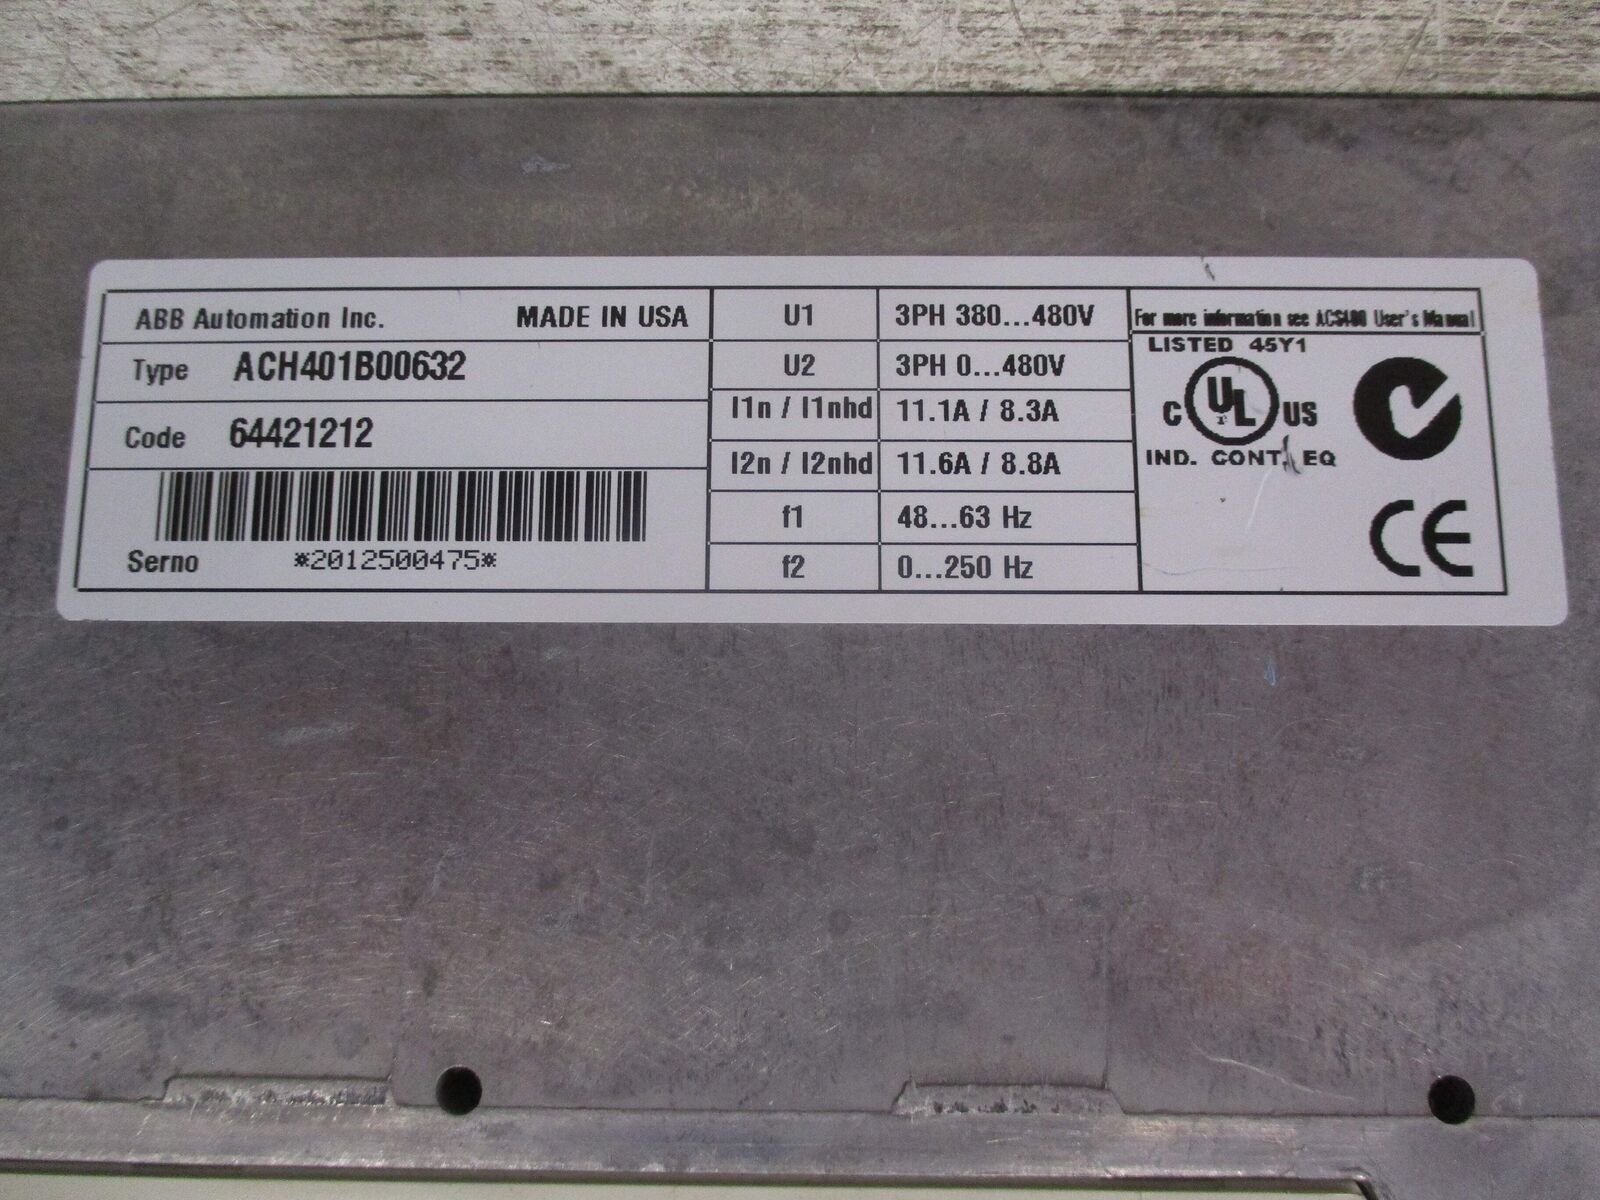 ABB Automation Inc. MADE IN USA
Type ACH401B00632
Code 64421212
Serno *2012500475*
U1 3PH 380...480V
U2 3PH 0...480V
I1n / I1nhd 11.1A / 8.3A
I2n / I2nhd 11.6A / 8.8A
f1 48...63 Hz
f2 0...250 Hz
For more information see ACS400 User's Manual
LISTED 45Y1
C UL US
IND. CONT. EQ
CE